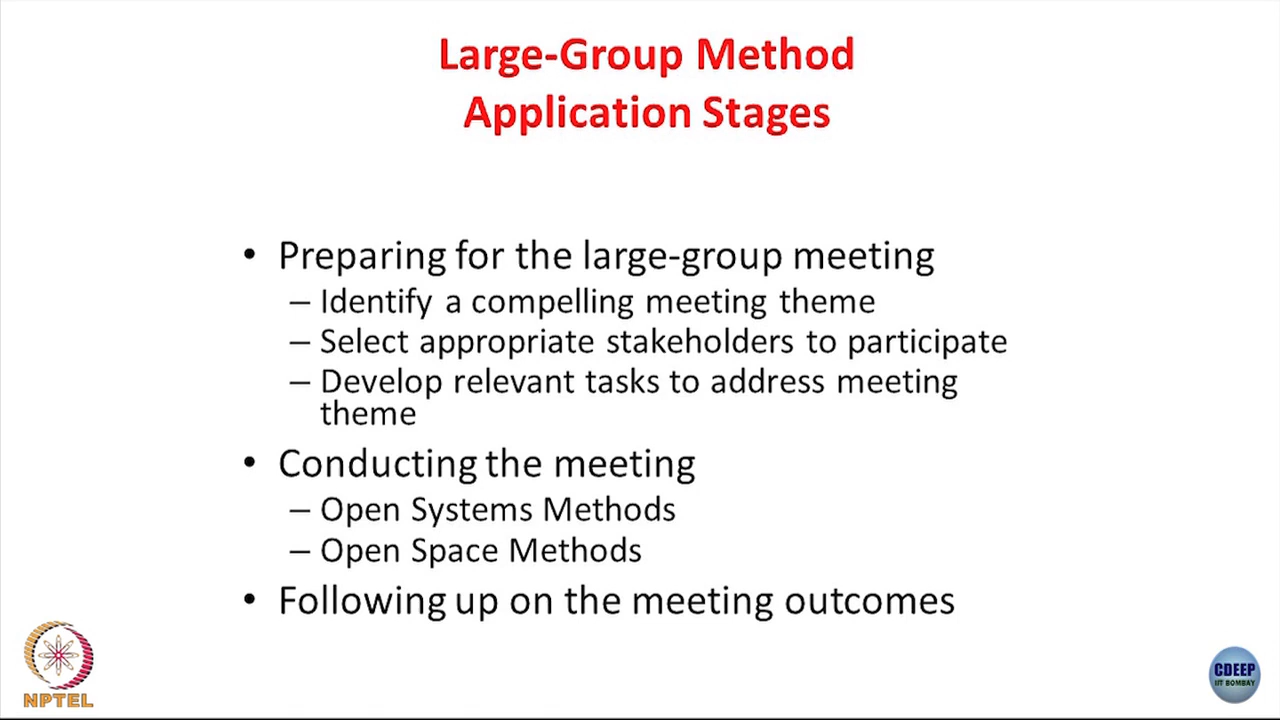 Large-Group Method
Application Stages
• Preparing for the large-group meeting
– Identify a compelling meeting theme
– Select appropriate stakeholders to participate
– Develop relevant tasks to address meeting
theme
• Conducting the meeting
– Open Systems Methods
– Open Space Methods
• Following up on the meeting outcomes
NPTEL
CDEEP
IIT BOMBAY